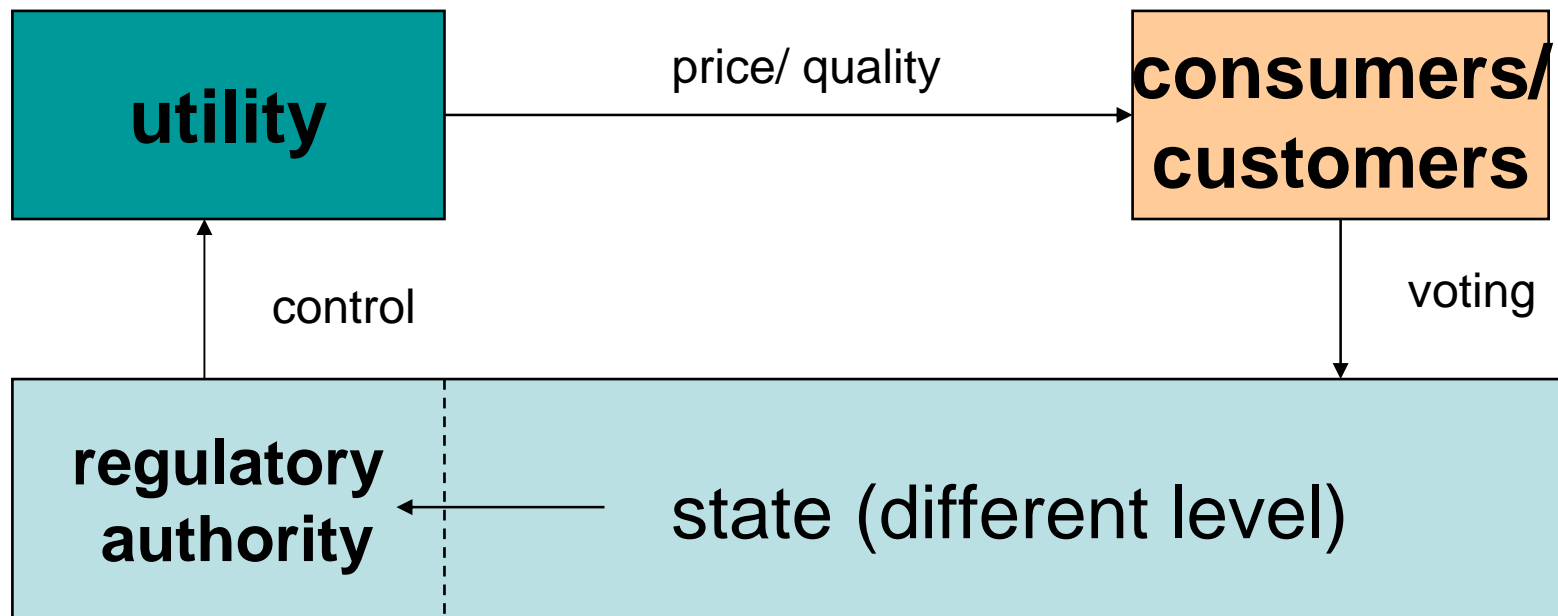 utility
price/ quality
consumers/
customers
control
voting
regulatory
authority
state (different level)